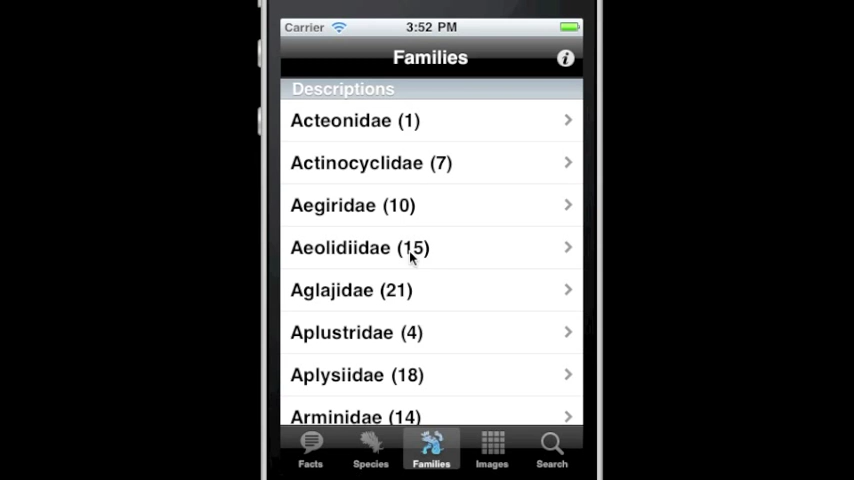 Carrier 3:52 PM
Families
Descriptions
Acteonidae (1)
Actinocyclidae (7)
Aegiridae (10)
Aeolidiidae (15)
Aglajidae (21)
Aplustridae (4)
Aplysiidae (18)
Arminidae (14)
Facts Species Families Images Search